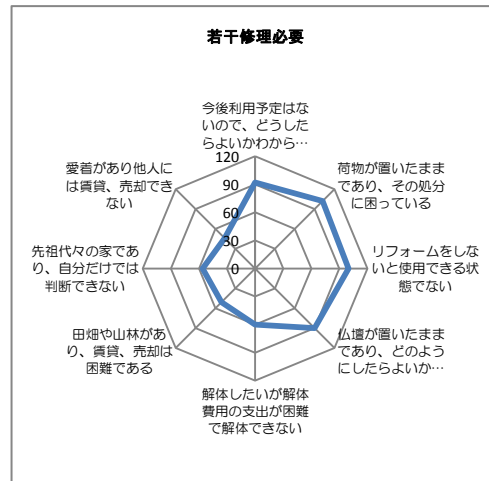 若干修理必要
今後利用予定はな
いので、どうした
らよいかわから…
120
90
60
30
0
荷物が置いたまま
であり、その処分
に困っている
リフォームをしな
いと使用できる状
態でない
仏壇が置いたまま
であり、どのよう
にしたらよいか…
解体したいが解体
費用の支出が困難
で解体できない
田畑や山林があ
り、賃貸、売却は
困難である
先祖代々の家であ
り、自分だけでは
判断できない
愛着があり他人に
は賃貸、売却でき
ない